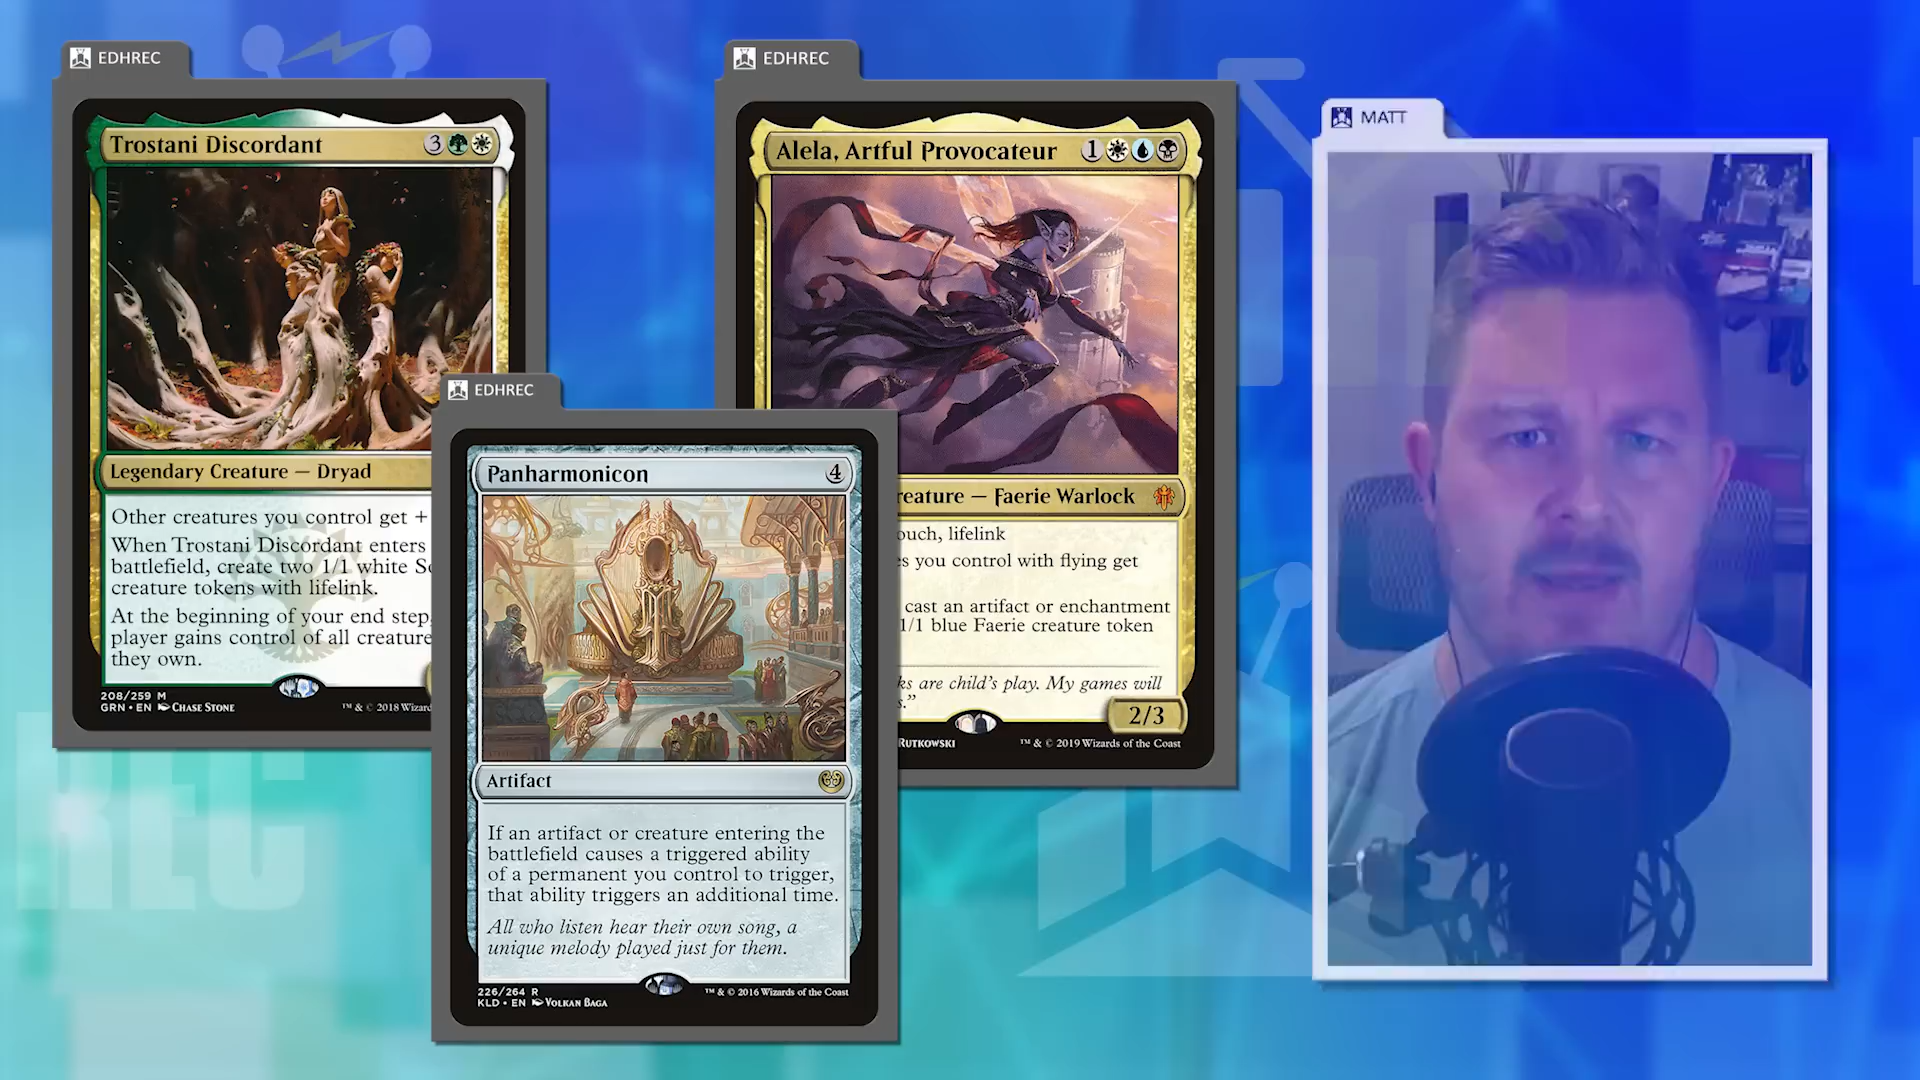 EDHREC
Trostani Discordant 3
Legendary Creature — Dryad
Other creatures you control get +
When Trostani Discordant enters
battlefield, create two 1/1 white
creature tokens with lifelink.
At the beginning of your end step,
player gains control of all creature
they own.
208/259 M
GRN • EN CHASE STONE
™ & © 2018 Wizard
EDHREC
Alela, Artful Provocateur 1
reature — Faerie Warlock
ouch, lifelink
es you control with flying get
cast an artifact or enchantment
1/1 blue Faerie creature token
ks are child's play. My games will
s."
2/3
RUTKOWSKI
™ & © 2019 Wizards of the Coast
EDHREC
Panharmonicon 4
Artifact
If an artifact or creature entering the
battlefield causes a triggered ability
of a permanent you control to trigger,
that ability triggers an additional time.
All who listen hear their own song, a
unique melody played just for them.
226/264 R
KLD • EN VOLKAN BAGA
™ & © 2016 Wizards of the Coast
MATT
REC